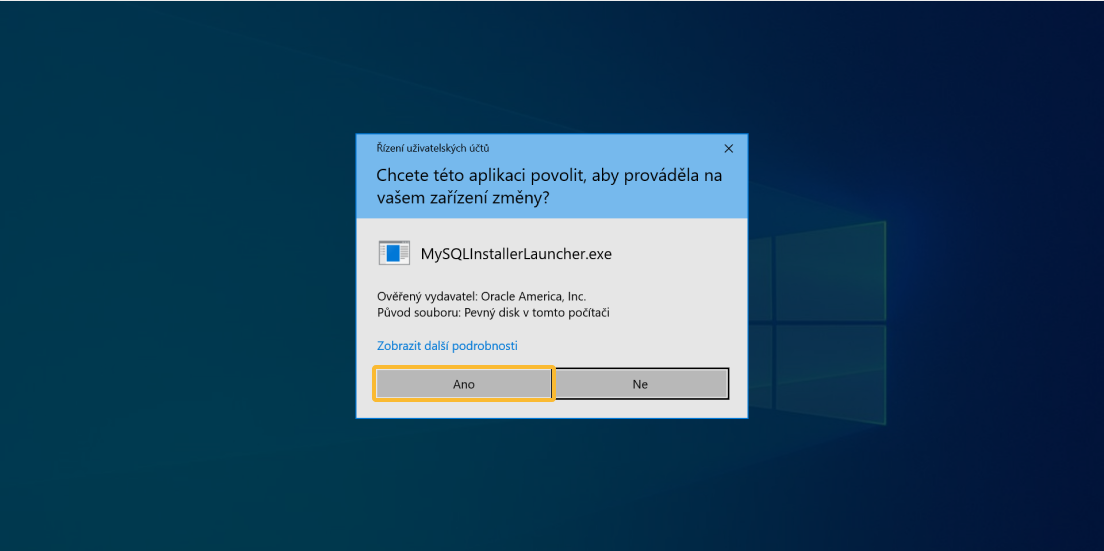 Řízení uživatelských účtů
Chcete této aplikaci povolit, aby prováděla na
vašem zařízení změny?
MySQLInstallerLauncher.exe
Ověřený vydavatel: Oracle America, Inc.
Původ souboru: Pevný disk v tomto počítači
Zobrazit další podrobnosti
Ano
Ne